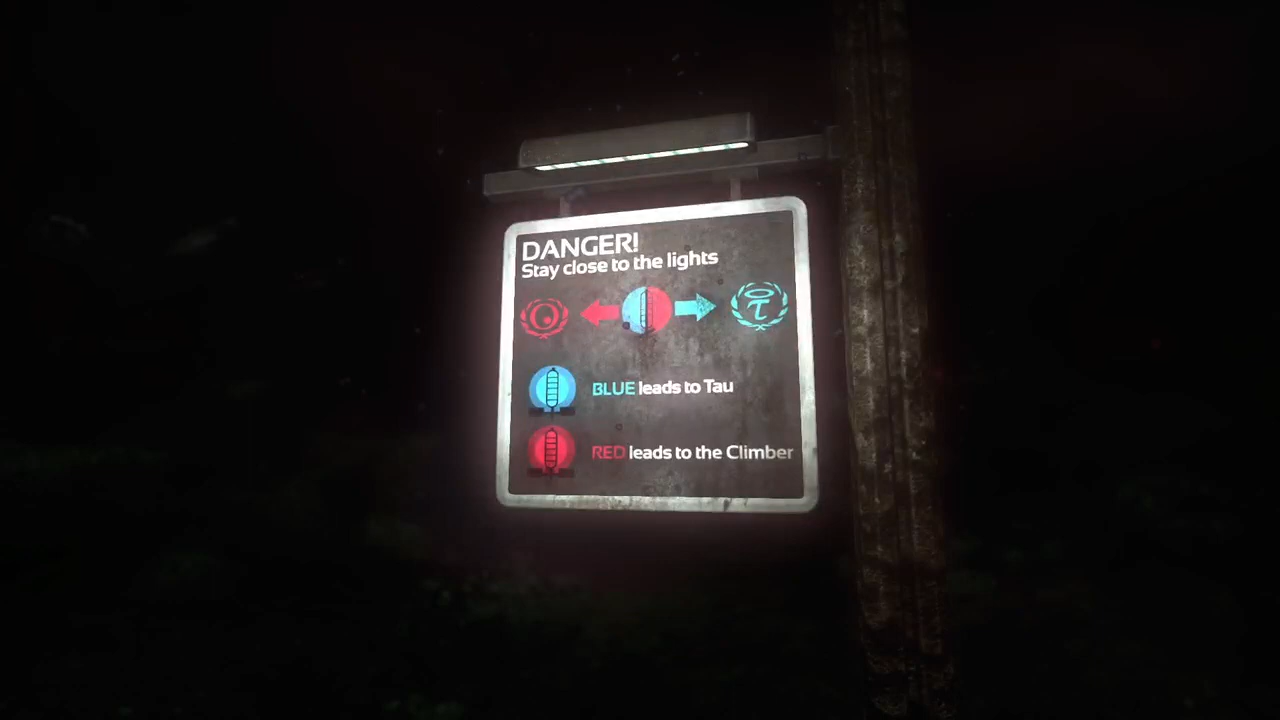 DANGER!
Stay close to the lights
τ
BLUE leads to Tau
RED leads to the Climber